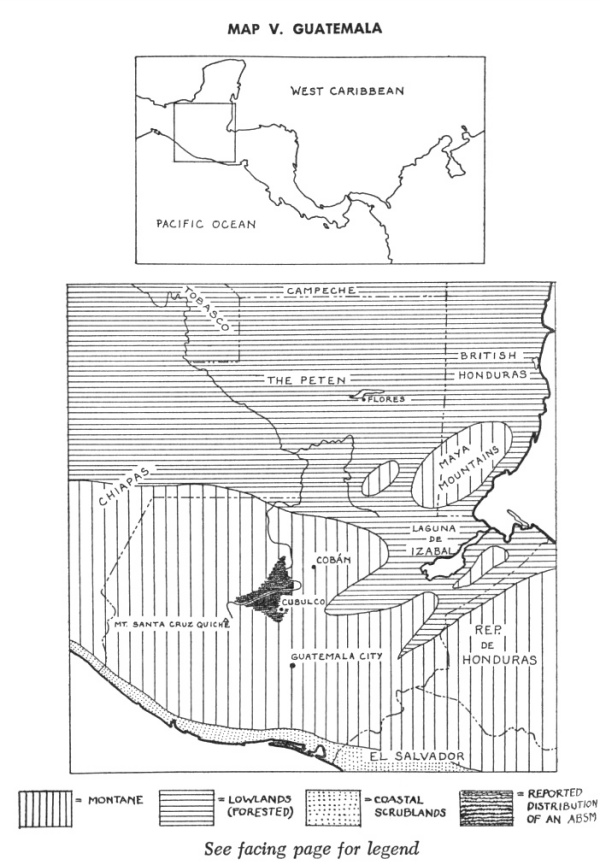 MAP V. GUATEMALA
WEST CARIBBEAN
PACIFIC OCEAN
CAMPECHE
TOBASCO
BRITISH
HONDURAS
THE PETEN
FLORES
MAYA
MOUNTAINS
CHIAPAS
LAGUNA
DE
IZABAL
COBÁN
CUBULCO
MT. SANTA CRUZ QUICHÊ
REP.
DE
HONDURAS
GUATEMALA CITY
EL SALVADOR
= MONTANE
= LOWLANDS
(FORESTED)
= COASTAL
SCRUBLANDS
= REPORTED
DISTRIBUTION
OF AN ABSM
See facing page for legend